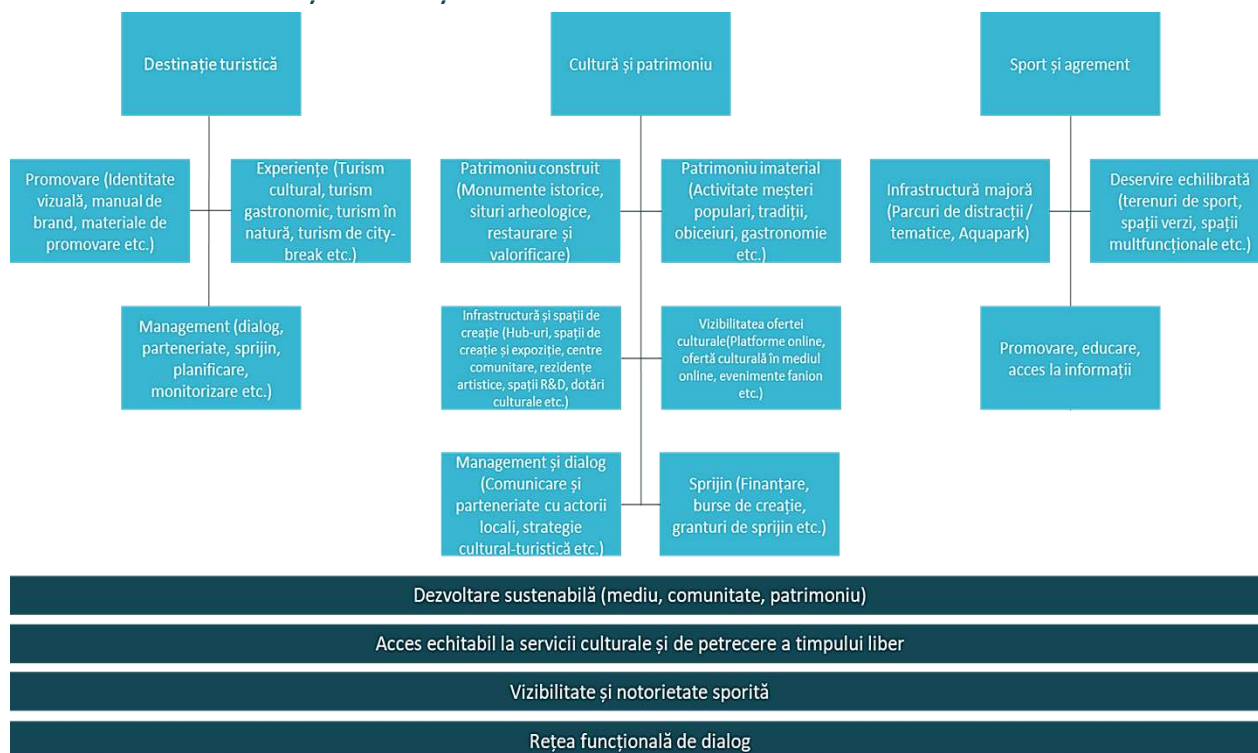 Destinație turistică
Cultură și patrimoniu
Sport și agrement
Promovare (Identitate
vizuală, manual de
brand, materiale de
promovare etc.)
Experiențe (Turism
cultural, turism
gastronomic, turism în
natură, turism de city-
break etc.)
Management (dialog,
parteneriate, sprijin,
planificare,
monitorizare etc.)
Patrimoniu construit
(Monumente istorice,
situri arheologice,
restaurare și
valorificare)
Patrimoniu imaterial
(Activitate meșteri
populari, tradiții,
obiceiuri, gastronomie
etc.)
Infrastructură și spații de
creație (Hub-uri, spații de
creație și expoziție, centre
comunitare, rezidențe
artistice, spații R&D, dotări
culturale etc.)
Vizibilitatea ofertei
culturale(Platforme online,
ofertă culturală în mediul
online, evenimente fanion
etc.)
Management și dialog
(Comunicare și
parteneriate cu actorii
locali, strategie
cultural-turistică etc.)
Sprijin (Finanțare,
burse de creație,
granturi de sprijin etc.)
Infrastructură majoră
(Parcuri de distracții/
tematice, Aquapark)
Deservire echilibrată
(terenuri de sport,
spații verzi, spații
multfuncționale etc.)
Promovare, educare,
acces la informații
Dezvoltare sustenabilă (mediu, comunitate, patrimoniu)
Acces echitabil la servicii culturale și de petrecere a timpului liber
Vizibilitate și notorietate sporită
Rețea funcțională de dialog